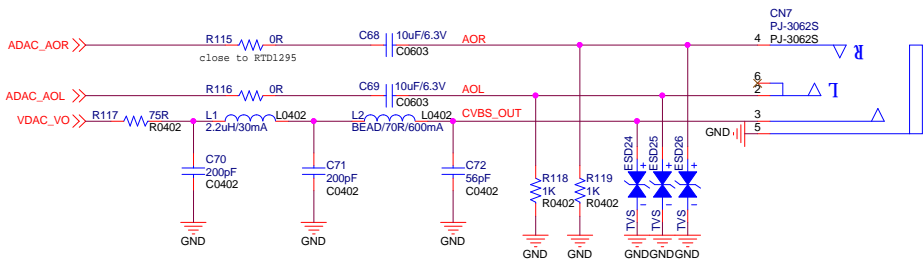 CN7
PJ-3062S
PJ-3062S
ADAC_AOR
R115
0R
close to RTD1295
C68
10uF/6.3V
C0603
AOR
4
R
ADAC_AOL
R116
0R
C69
10uF/6.3V
C0603
AOL
6
2
L
VDAC_VO
R117
75R
R0402
L1
L0402
2.2uH/30mA
L2
L0402
BEAD/70R/600mA
CVBS_OUT
3
5
GND
C70
200pF
C0402
C71
200pF
C0402
C72
56pF
C0402
R118
1K
R0402
R119
1K
R0402
ESD24
ESD25
ESD26
+
+
+
TVS
TVS
TVS
GND
GND
GND
GND
GND
GND
GND
GND